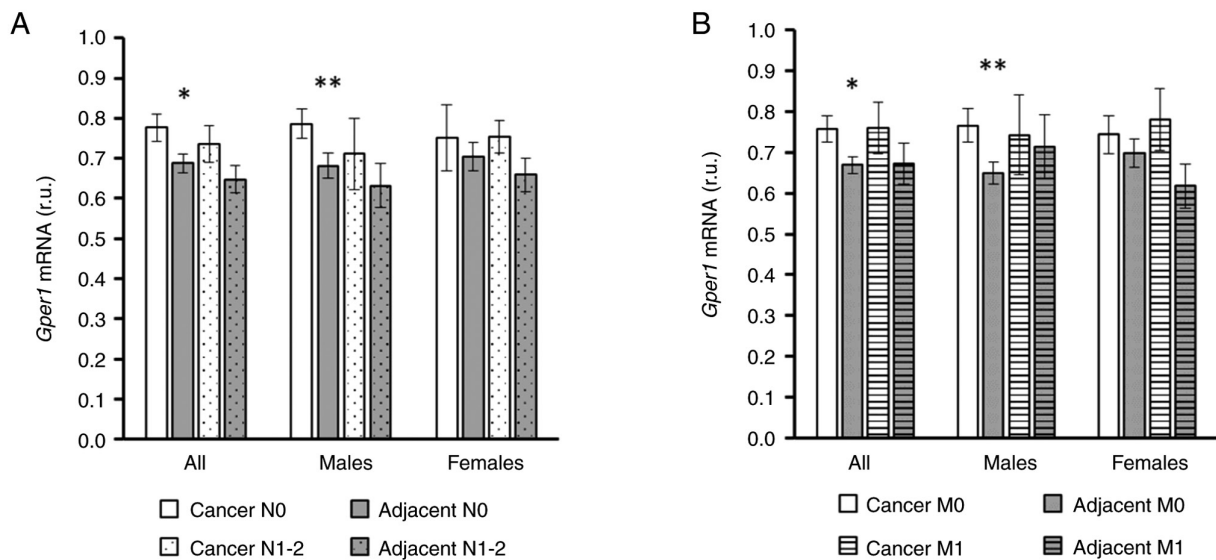 A
1.0
0.9
0.8
0.7
0.6
0.5
0.4
0.3
0.2
0.1
0.0
Gper1 mRNA (r.u.)
*
**
All Males Females
Cancer N0 Adjacent N0
Cancer N1-2 Adjacent N1-2
B
1.0
0.9
0.8
0.7
0.6
0.5
0.4
0.3
0.2
0.1
0.0
Gper1 mRNA (r.u.)
*
**
All Males Females
Cancer M0 Adjacent M0
Cancer M1 Adjacent M1